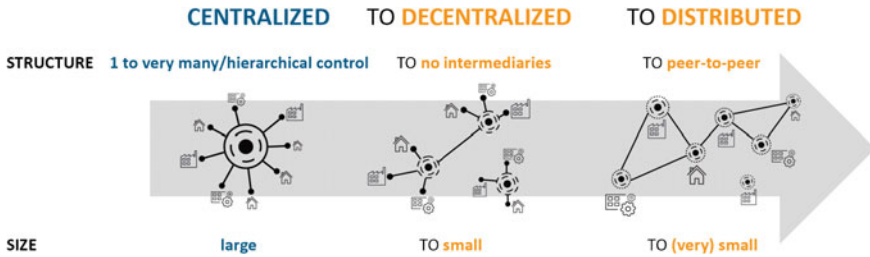 CENTRALIZED TO DECENTRALIZED TO DISTRIBUTED
STRUCTURE 1 to very many/hierarchical control TO no intermediaries TO peer-to-peer
SIZE large TO small TO (very) small